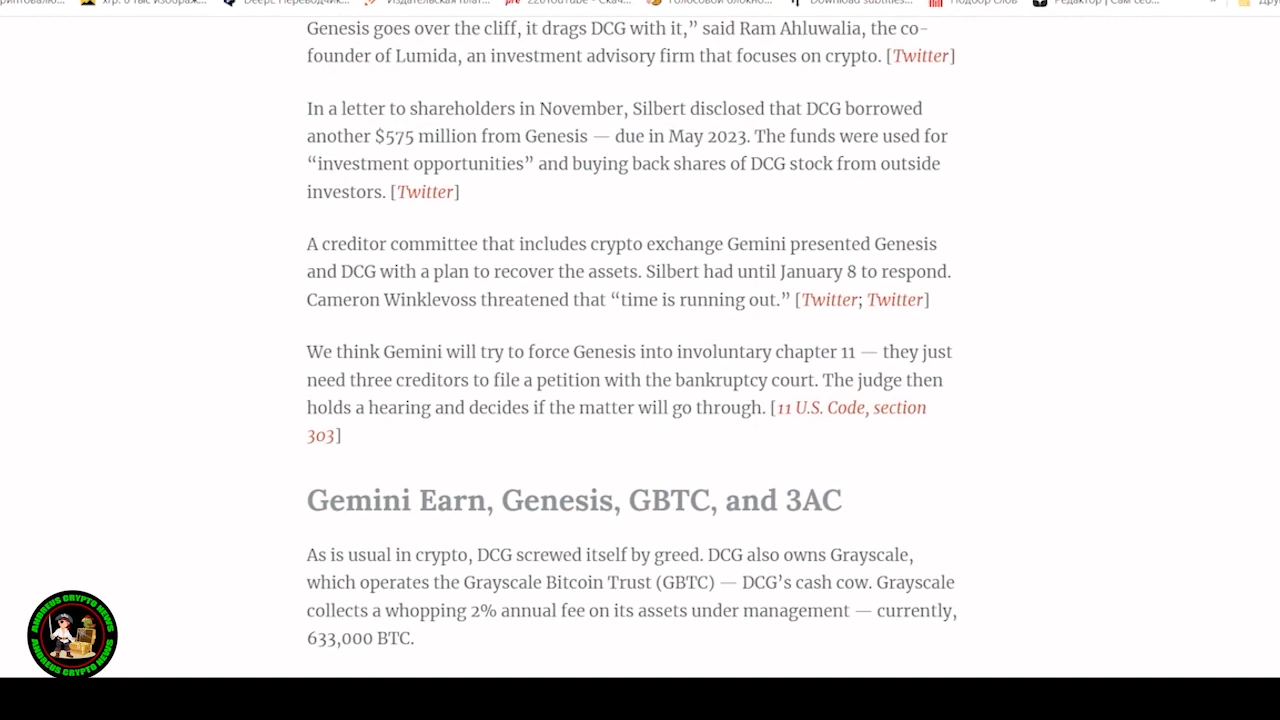 Genesis goes over the cliff, it drags DCG with it,” said Ram Ahluwalia, the co-
founder of Lumida, an investment advisory firm that focuses on crypto. [Twitter]
In a letter to shareholders in November, Silbert disclosed that DCG borrowed
another $575 million from Genesis — due in May 2023. The funds were used for
“investment opportunities” and buying back shares of DCG stock from outside
investors. [Twitter]
A creditor committee that includes crypto exchange Gemini presented Genesis
and DCG with a plan to recover the assets. Silbert had until January 8 to respond.
Cameron Winklevoss threatened that “time is running out.” [Twitter; Twitter]
We think Gemini will try to force Genesis into involuntary chapter 11 — they just
need three creditors to file a petition with the bankruptcy court. The judge then
holds a hearing and decides if the matter will go through. [11 U.S. Code, section
303]
Gemini Earn, Genesis, GBTC, and 3AC
As is usual in crypto, DCG screwed itself by greed. DCG also owns Grayscale,
which operates the Grayscale Bitcoin Trust (GBTC) — DCG’s cash cow. Grayscale
collects a whopping 2% annual fee on its assets under management — currently,
633,000 BTC.
ANDREUS CRYPTO NEWS
ANDREUS CRYPTO NEWS